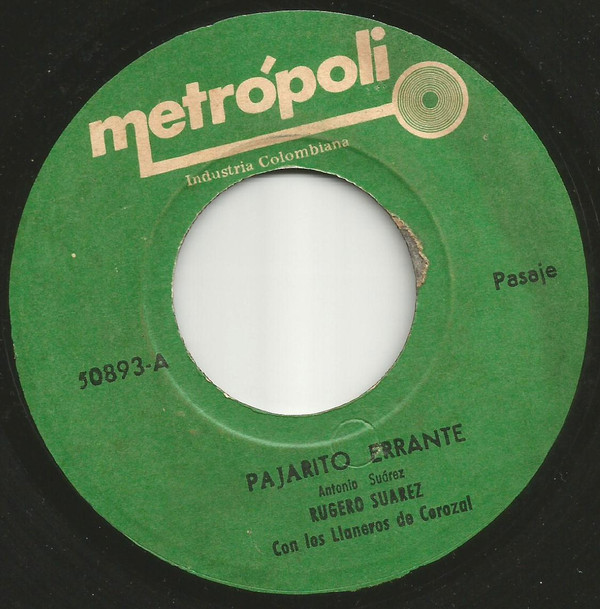 metrópoli
Industria Colombiana
Pasaje
50893-A
PAJARITO ERRANTE
Antonio Suárez
RUGERO SUAREZ
Con los Llaneros de Corozal